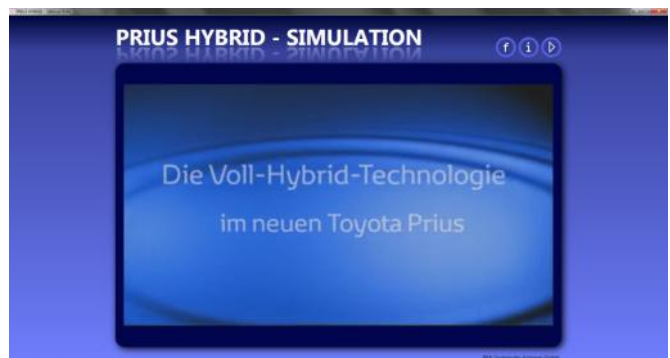 PRIUS HYBRID - SIMULATION
f i
Die Voll-Hybrid-Technologie
im neuen Toyota Prius